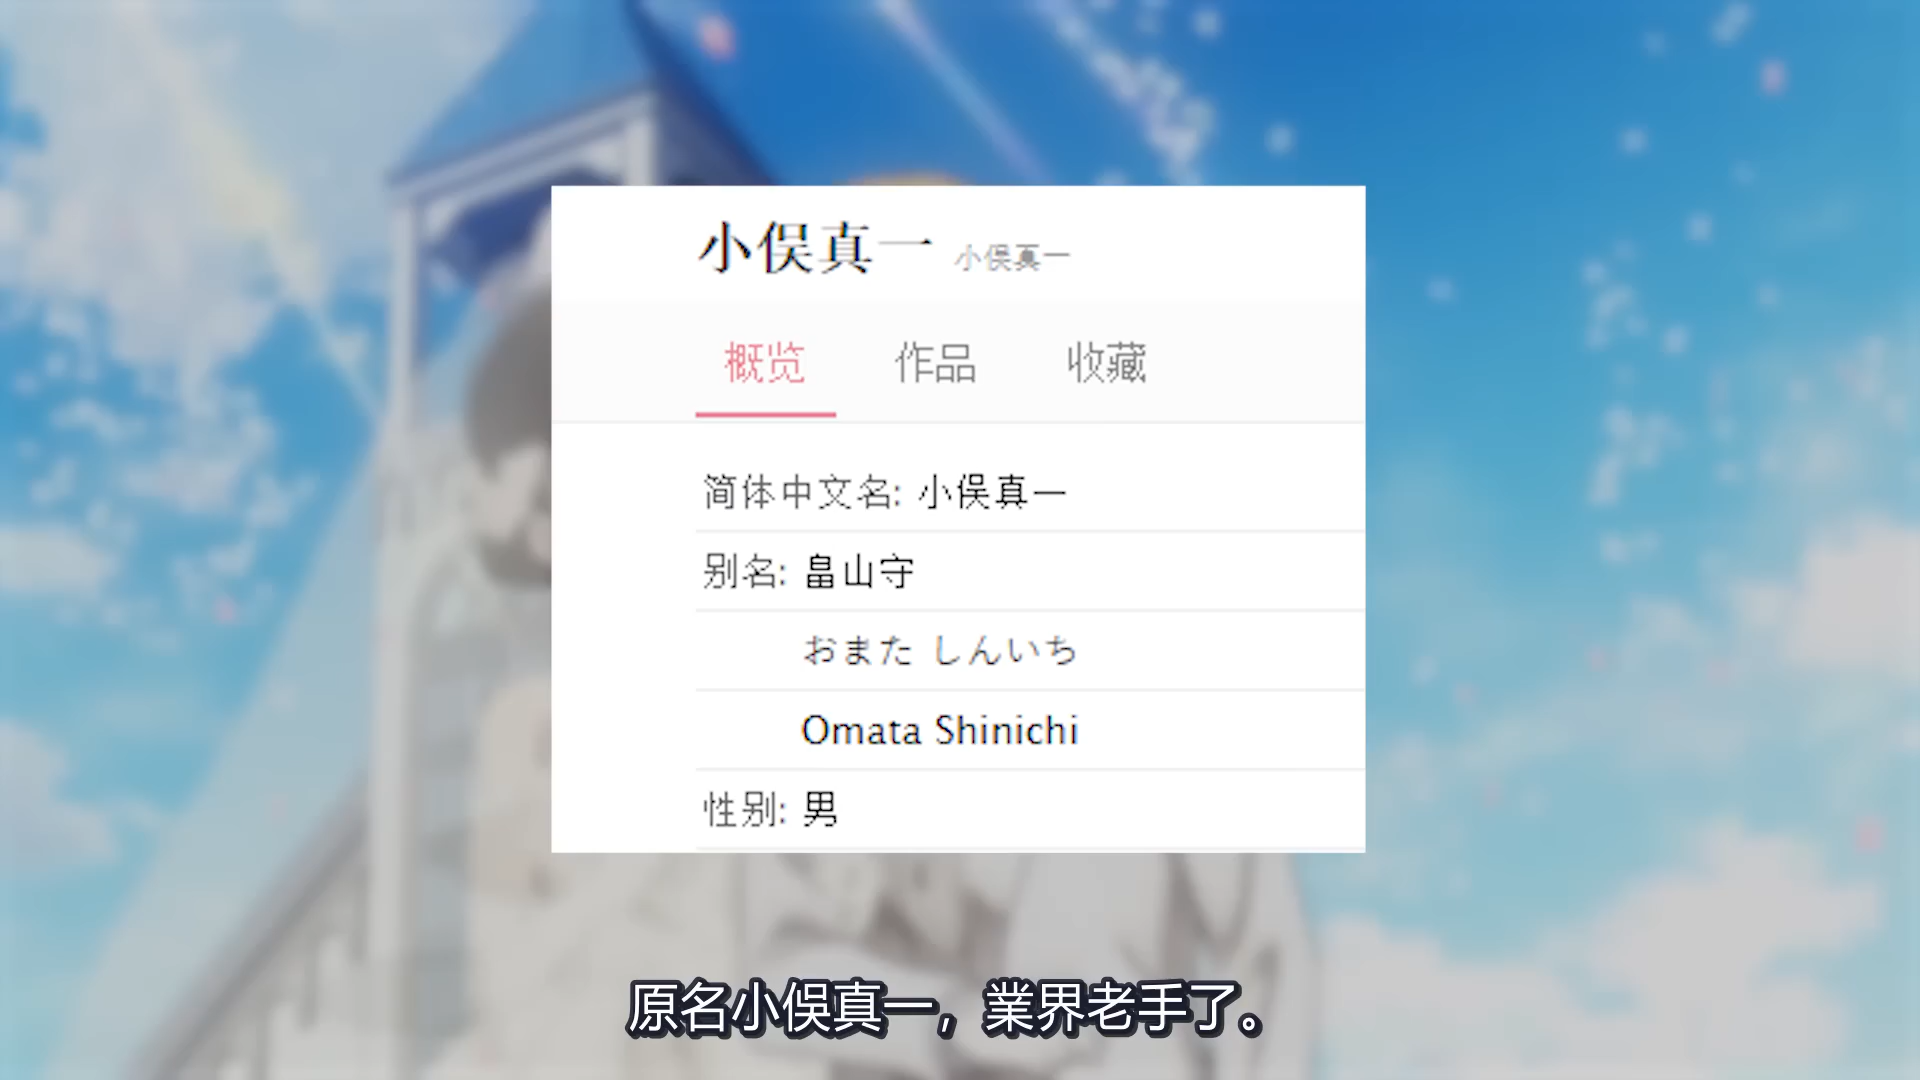 小俣真一 小俣真一
概览 作品 收藏
简体中文名: 小俣真一
别名: 畠山守
おまた しんいち
Omata Shinichi
性别: 男
原名小俣真一，業界老手了。